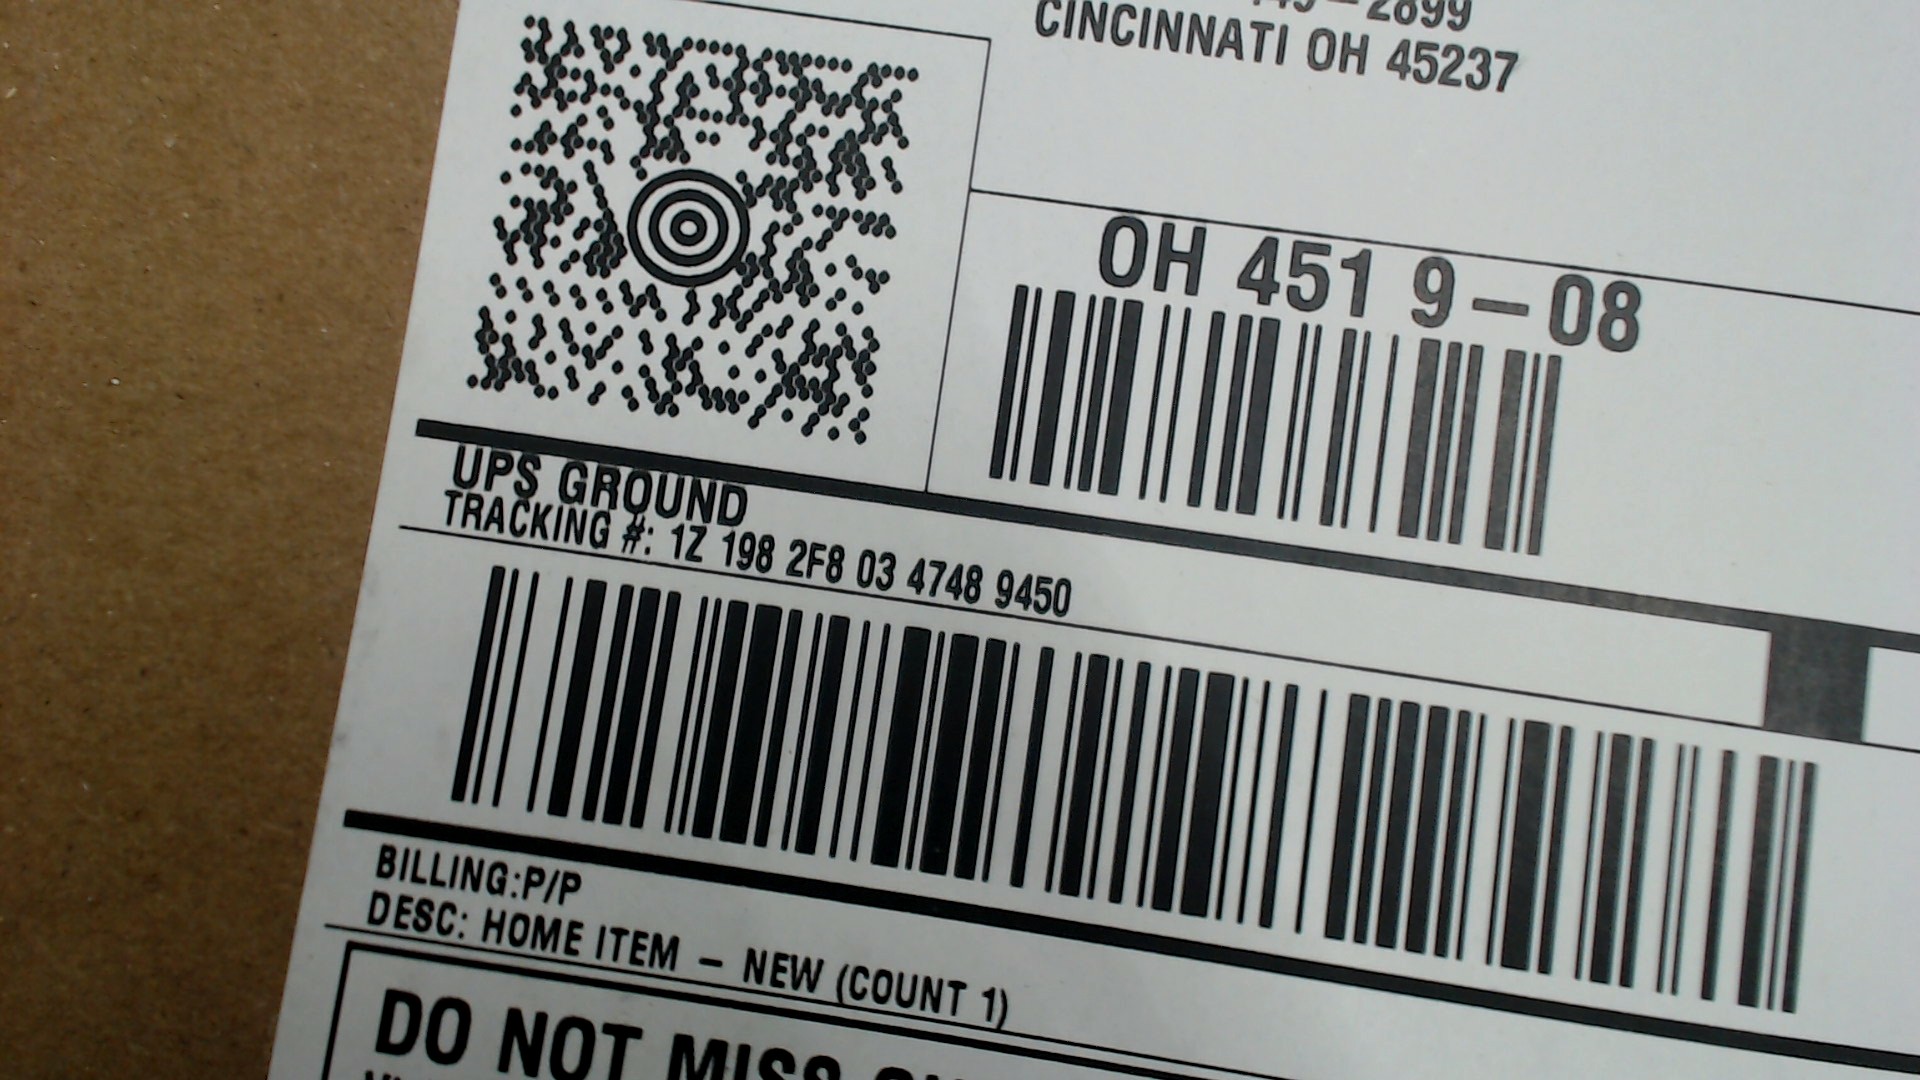 CINCINNATI OH 45237
OH 451 9-08
UPS GROUND
TRACKING #: 1Z 198 2F8 03 4748 9450
BILLING:P/P
DESC: HOME ITEM - NEW (COUNT 1)
DO NOT MISS